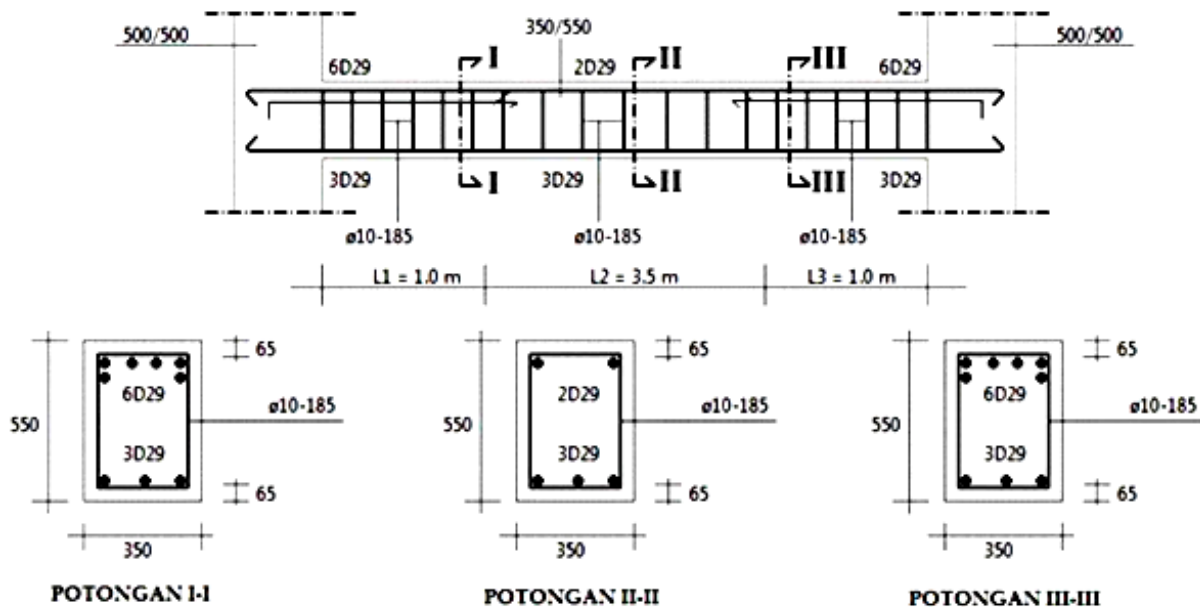 500/500
350/550
500/500
6D29
I
2D29
II
III
6D29
3D29
I
3D29
II
III
3D29
ø10-185
ø10-185
ø10-185
L1 = 1.0 m
L2 = 3.5 m
L3 = 1.0 m
65
550
6D29
ø10-185
3D29
65
350
POTONGAN I-I
65
550
2D29
ø10-185
3D29
65
350
POTONGAN II-II
65
550
6D29
ø10-185
3D29
65
350
POTONGAN III-III